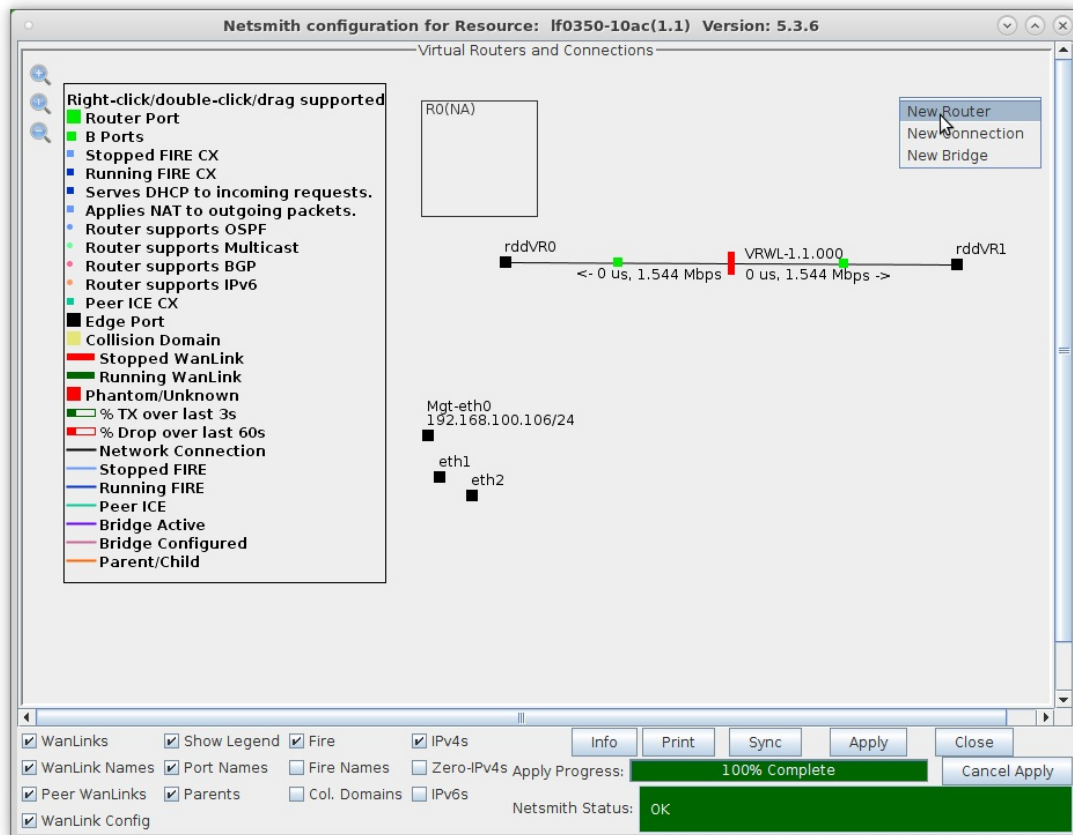 Netsmith configuration for Resource: lf0350-10ac(1.1) Version: 5.3.6
Virtual Routers and Connections
Right-click/double-click/drag supported
Router Port
B Ports
Stopped FIRE CX
Running FIRE CX
Serves DHCP to incoming requests.
Applies NAT to outgoing packets.
Router supports OSPF
Router supports Multicast
Router supports BGP
Router supports IPv6
Peer ICE CX
Edge Port
Collision Domain
Stopped WanLink
Running WanLink
Phantom/Unknown
% TX over last 3s
% Drop over last 60s
Network Connection
Stopped FIRE
Running FIRE
Peer ICE
Bridge Active
Bridge Configured
Parent/Child
R0(NA)
New Router
New Connection
New Bridge
rddVR0
VRWL-1.1.000
rddVR1
<- 0 us, 1.544 Mbps
0 us, 1.544 Mbps ->
Mgt-eth0
192.168.100.106/24
eth1
eth2
WanLinks Show Legend Fire IPv4s Info Print Sync Apply Close
WanLink Names Port Names Fire Names Zero-IPv4s Apply Progress: 100% Complete Cancel Apply
Peer WanLinks Parents Col. Domains IPv6s Netsmith Status: OK
WanLink Config